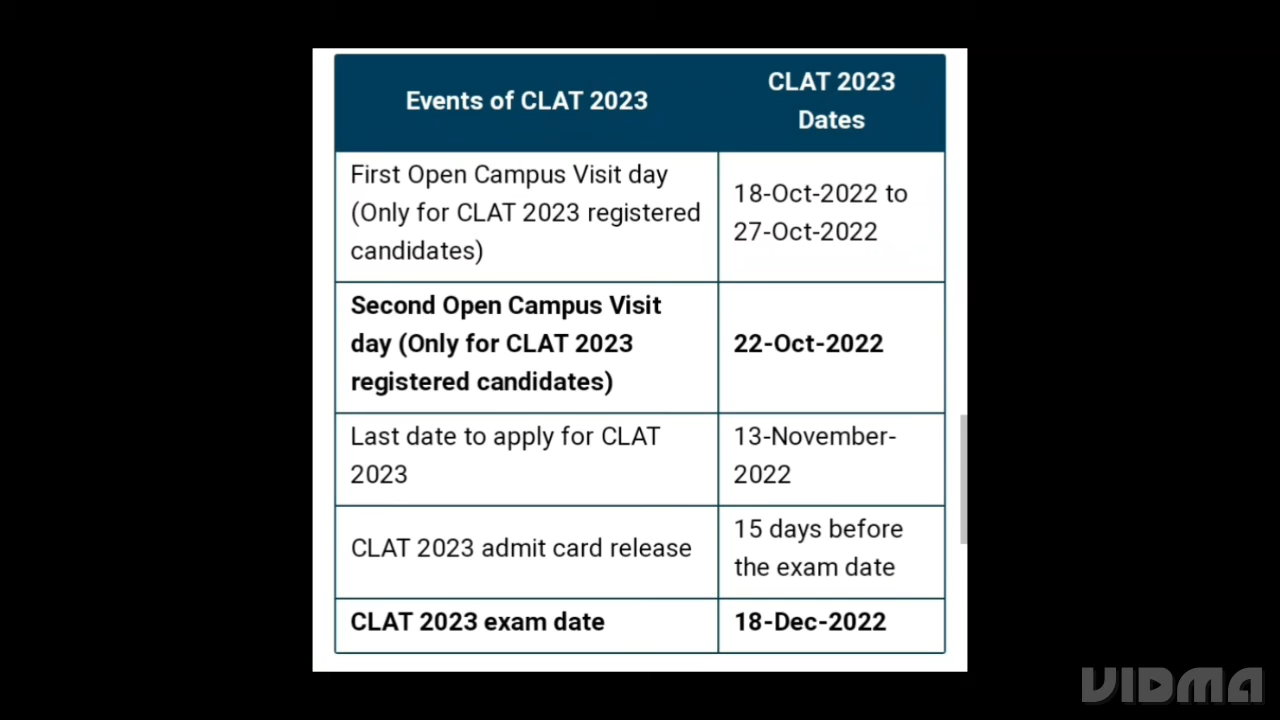 Events of CLAT 2023
CLAT 2023
Dates
First Open Campus Visit day
(Only for CLAT 2023 registered
candidates)
18-Oct-2022 to
27-Oct-2022
Second Open Campus Visit
day (Only for CLAT 2023
registered candidates)
22-Oct-2022
Last date to apply for CLAT
2023
13-November-
2022
CLAT 2023 admit card release
15 days before
the exam date
CLAT 2023 exam date
18-Dec-2022
VIDMA